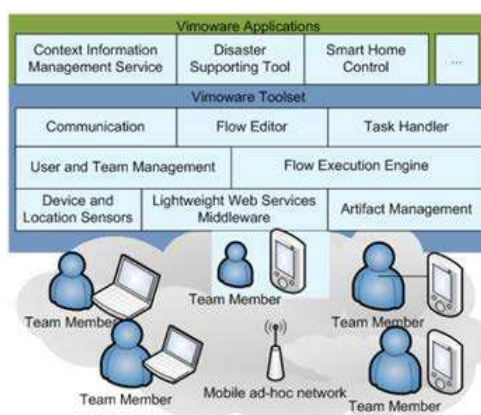 Vimoware Applications
Context Information
Management Service
Disaster
Supporting Tool
Smart Home
Control
...
Vimoware Toolset
Communication
Flow Editor
Task Handler
User and Team Management
Flow Execution Engine
Device and
Location Sensors
Lightweight Web Services
Middleware
Artifact Management
Team Member
Team Member
Team Member
Team Member
Mobile ad-hoc network
Team Member